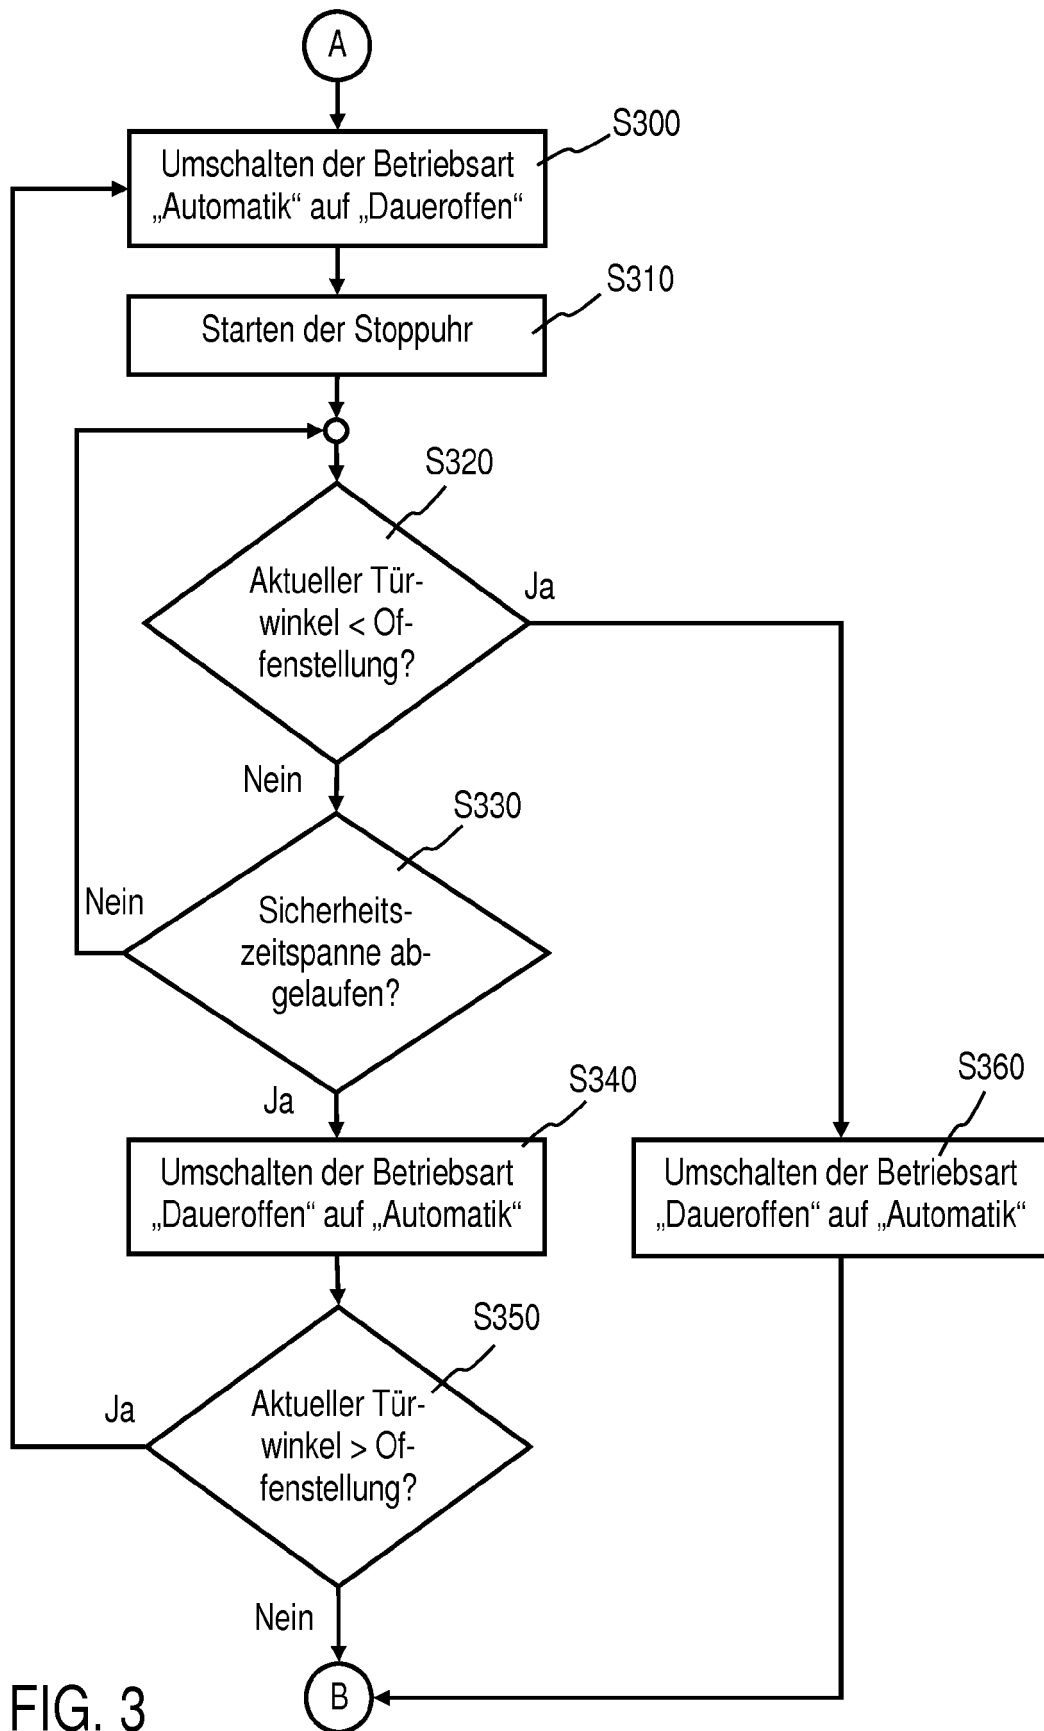 A
S300
Umschalten der Betriebsart
„Automatik“ auf „Daueroffen“
S310
Starten der Stoppuhr
S320
Aktueller Tür-
winkel < Of-
fenstellung?
Ja
Nein
S330
Sicherheits-
zeitspanne ab-
gelaufen?
Nein
Ja
S340
Umschalten der Betriebsart
„Daueroffen“ auf „Automatik“
S360
Umschalten der Betriebsart
„Daueroffen“ auf „Automatik“
S350
Aktueller Tür-
winkel > Of-
fenstellung?
Ja
Nein
B
FIG. 3